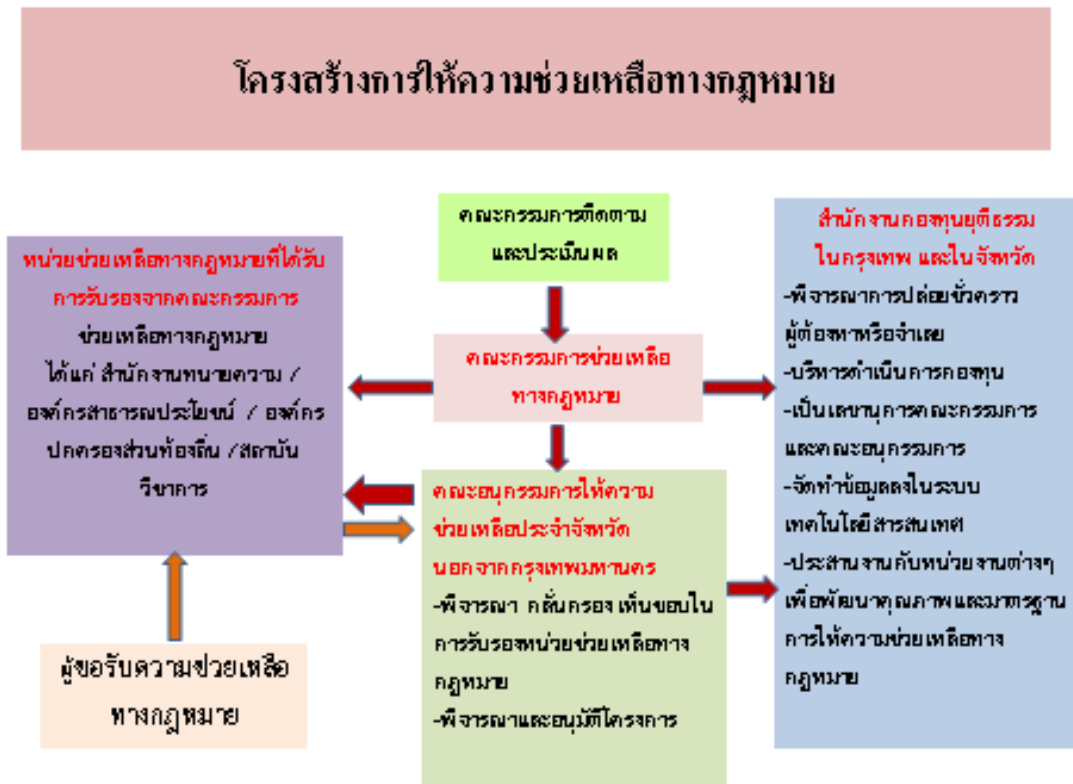 โครงสร้างการให้ความช่วยเหลือทางกฎหมาย
คณะกรรมการติดตาม
และประเมินผล
หน่วยช่วยเหลือทางกฎหมายที่ได้รับ
การรับรองจากคณะกรรมการ
ช่วยเหลือทางกฎหมาย
ได้แก่ สำนักงานทนายความ /
องค์กรสาธารณประโยชน์ / องค์กร
ปกครองส่วนท้องถิ่น /สถาบัน
วิชาการ
คณะกรรมการช่วยเหลือ
ทางกฎหมาย
สำนักงานกองทุนยุติธรรม
ในกรุงเทพ และในจังหวัด
-พิจารณาการปล่อยชั่วคราว
ผู้ต้องหาหรือจำเลย
-บริหารดำเนินการกองทุน
-เป็นเลขานุการคณะกรรมการ
และคณะอนุกรรมการ
-จัดทำข้อมูลลงในระบบ
เทคโนโลยีสารสนเทศ
-ประสานงานกับหน่วยงานต่างๆ
เพื่อพัฒนาคุณภาพและมาตรฐาน
การให้ความช่วยเหลือทาง
กฎหมาย
คณะอนุกรรมการให้ความ
ช่วยเหลือประจำจังหวัด
นอกจากกรุงเทพมหานคร
-พิจารณา กลั่นกรอง เห็นชอบใน
การรับรองหน่วยช่วยเหลือทาง
กฎหมาย
-พิจารณาและอนุมัติโครงการ
ผู้ขอรับความช่วยเหลือ
ทางกฎหมาย